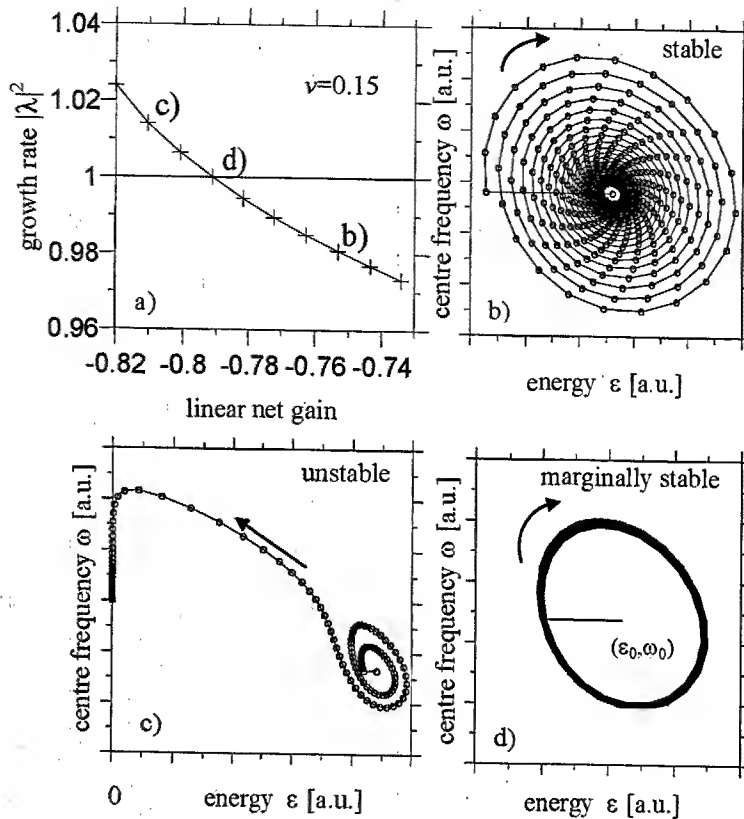 1.04
1.02
1
0.98
0.96
growth rate |λ|²
ν=0.15
c)
d)
b)
a)
-0.82
-0.8
-0.78
-0.76
-0.74
linear net gain
stable
centre frequency ω [a.u.]
b)
energy ε [a.u.]
unstable
centre frequency ω [a.u.]
c)
0
energy ε [a.u.]
marginally stable
centre frequency ω [a.u.]
(ε₀,ω₀)
d)
energy ε [a.u.]